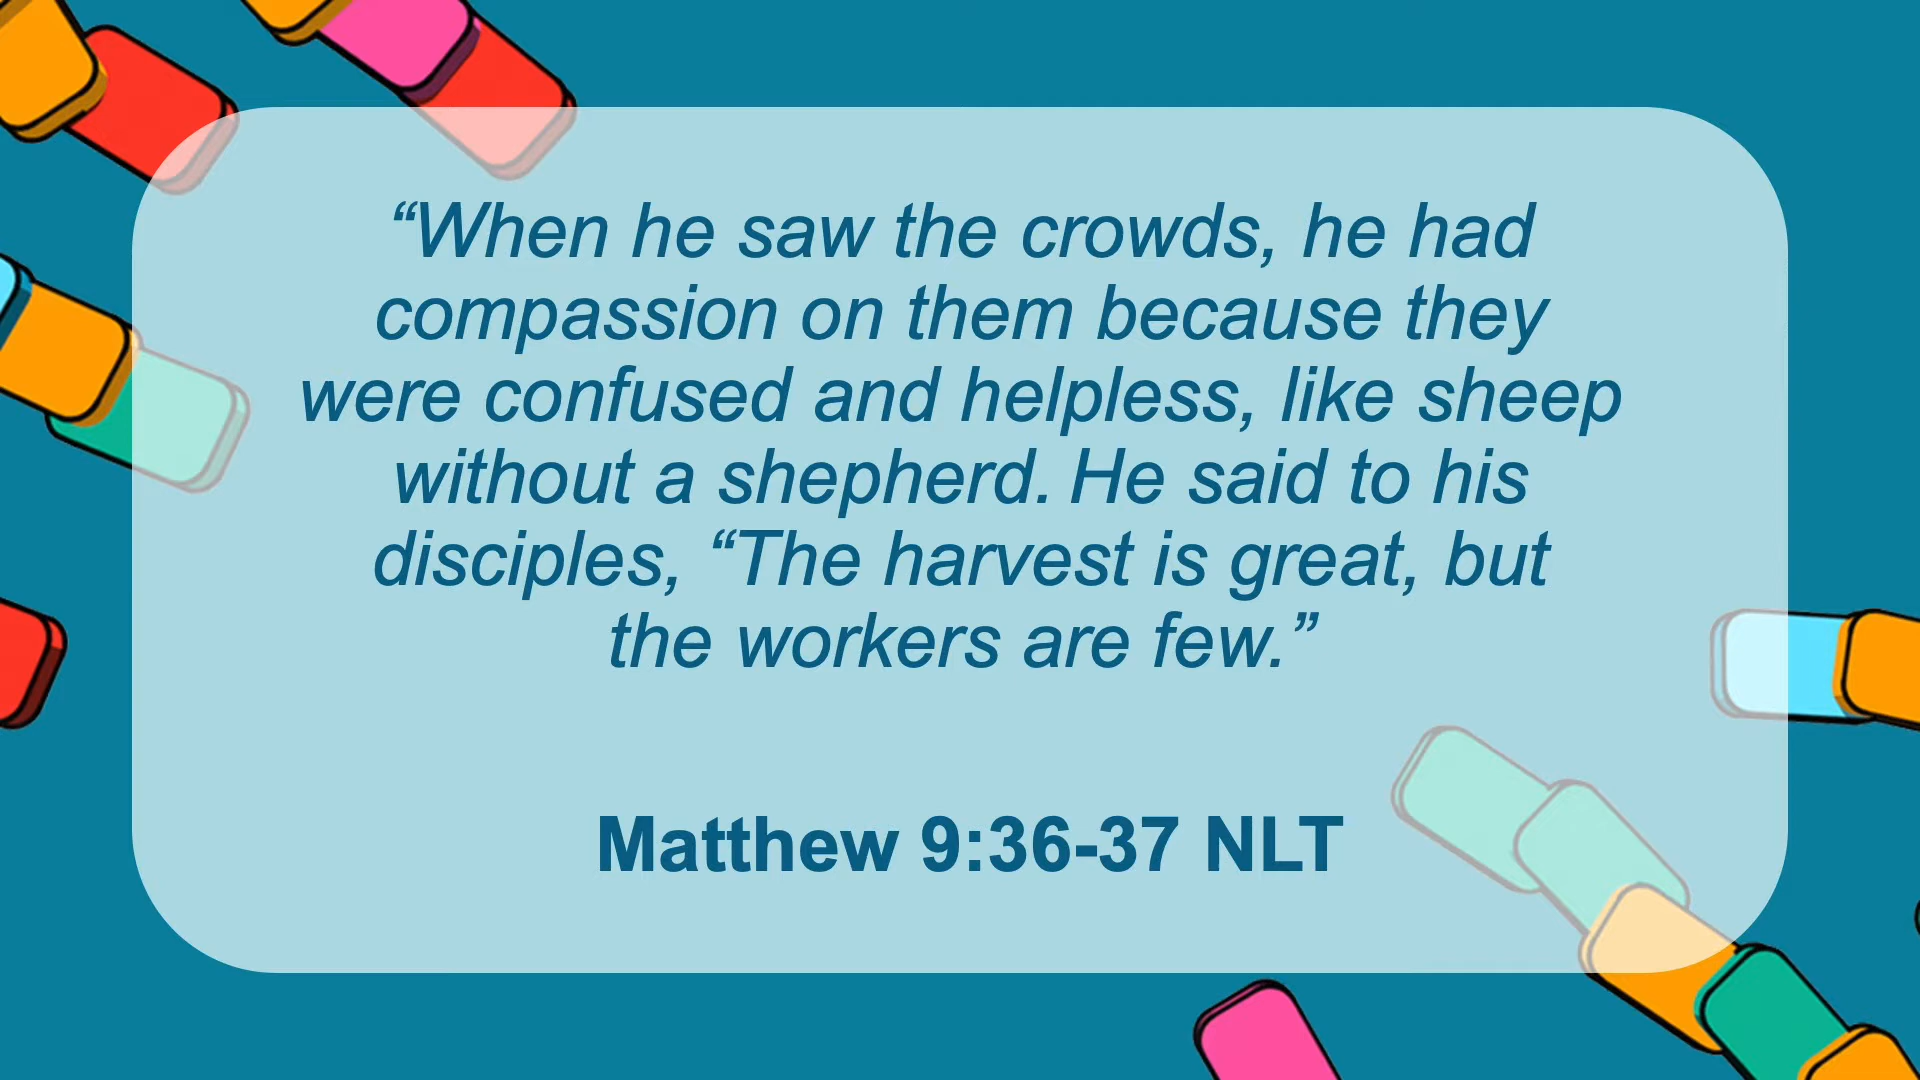 “When he saw the crowds, he had
compassion on them because they
were confused and helpless, like sheep
without a shepherd. He said to his
disciples, “The harvest is great, but
the workers are few.”
Matthew 9:36-37 NLT